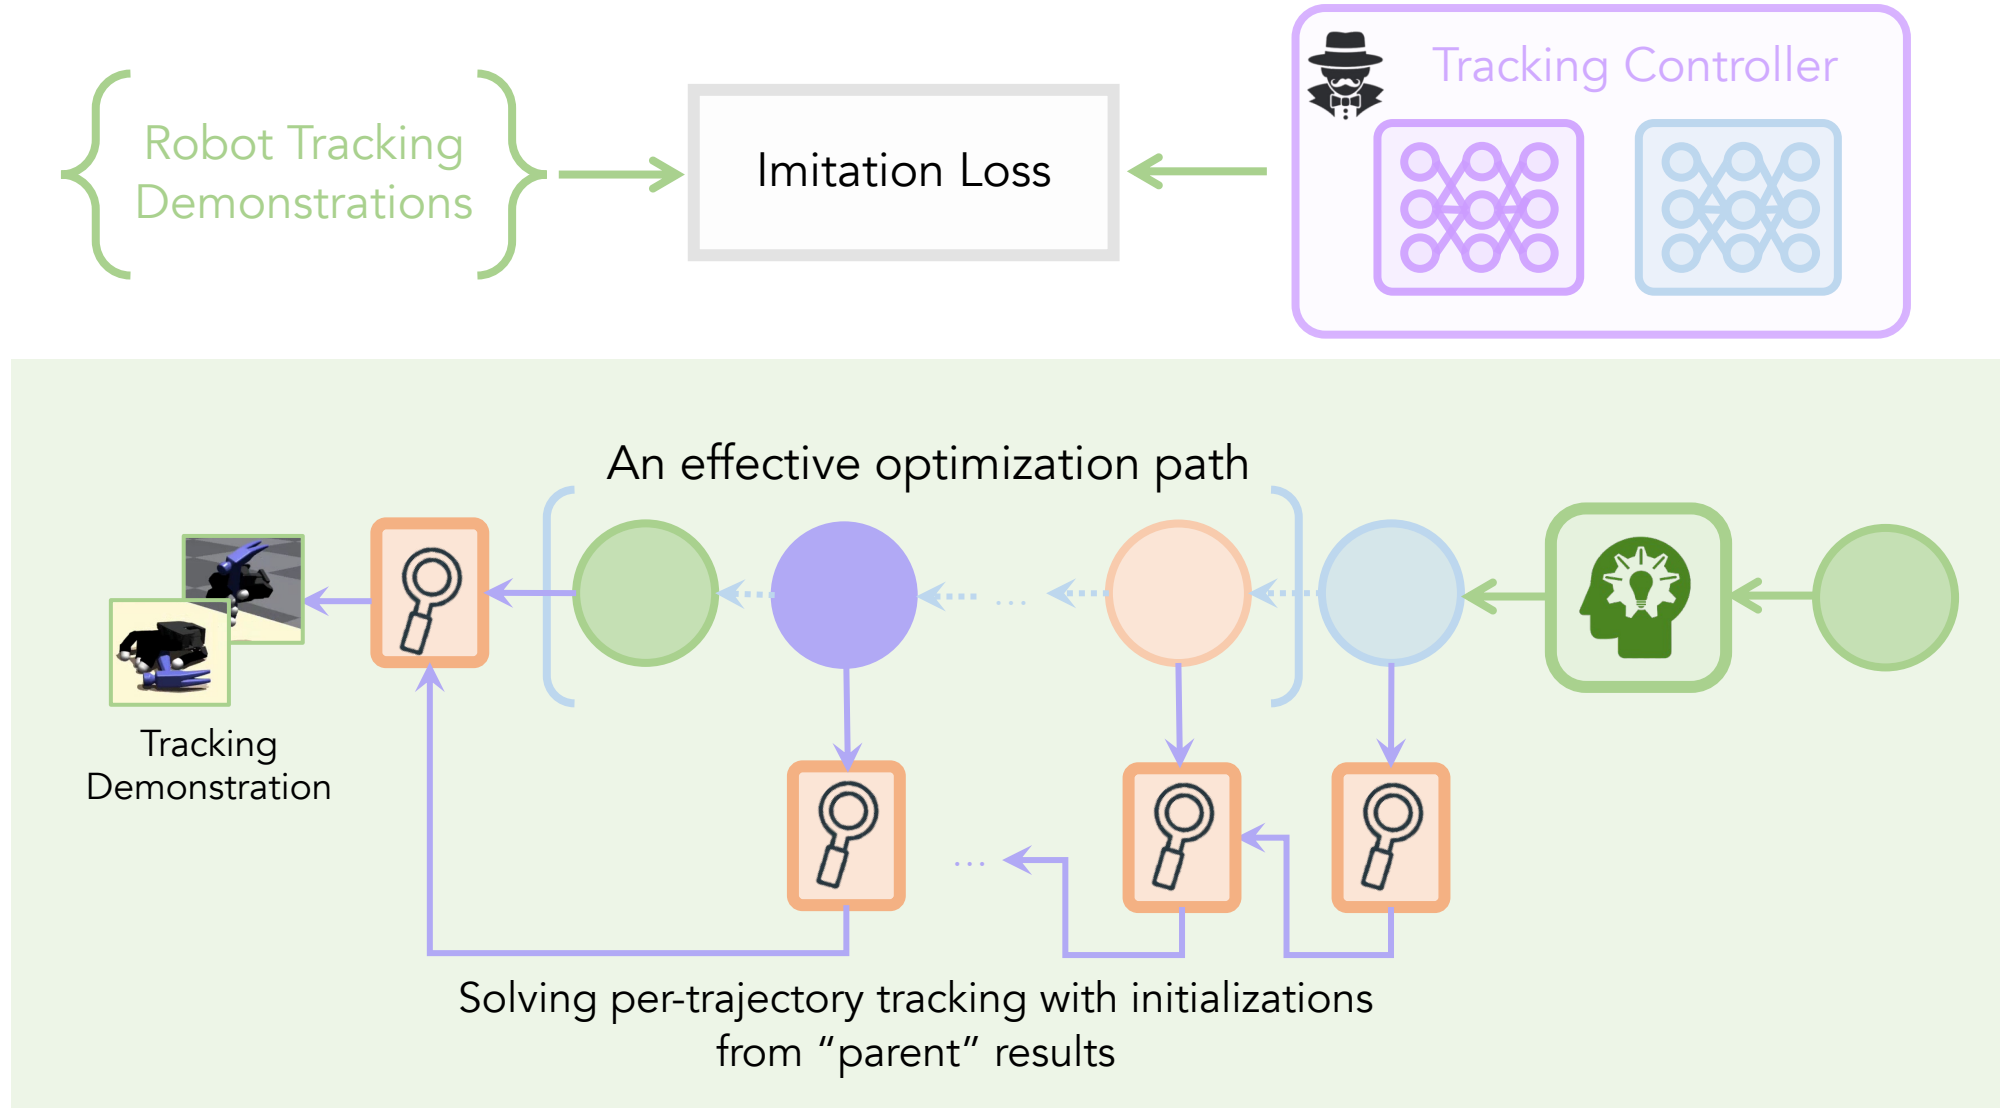 Robot Tracking
Demonstrations
Imitation Loss
Tracking Controller
An effective optimization path
...
Tracking
Demonstration
...
Solving per-trajectory tracking with initializations
from “parent” results